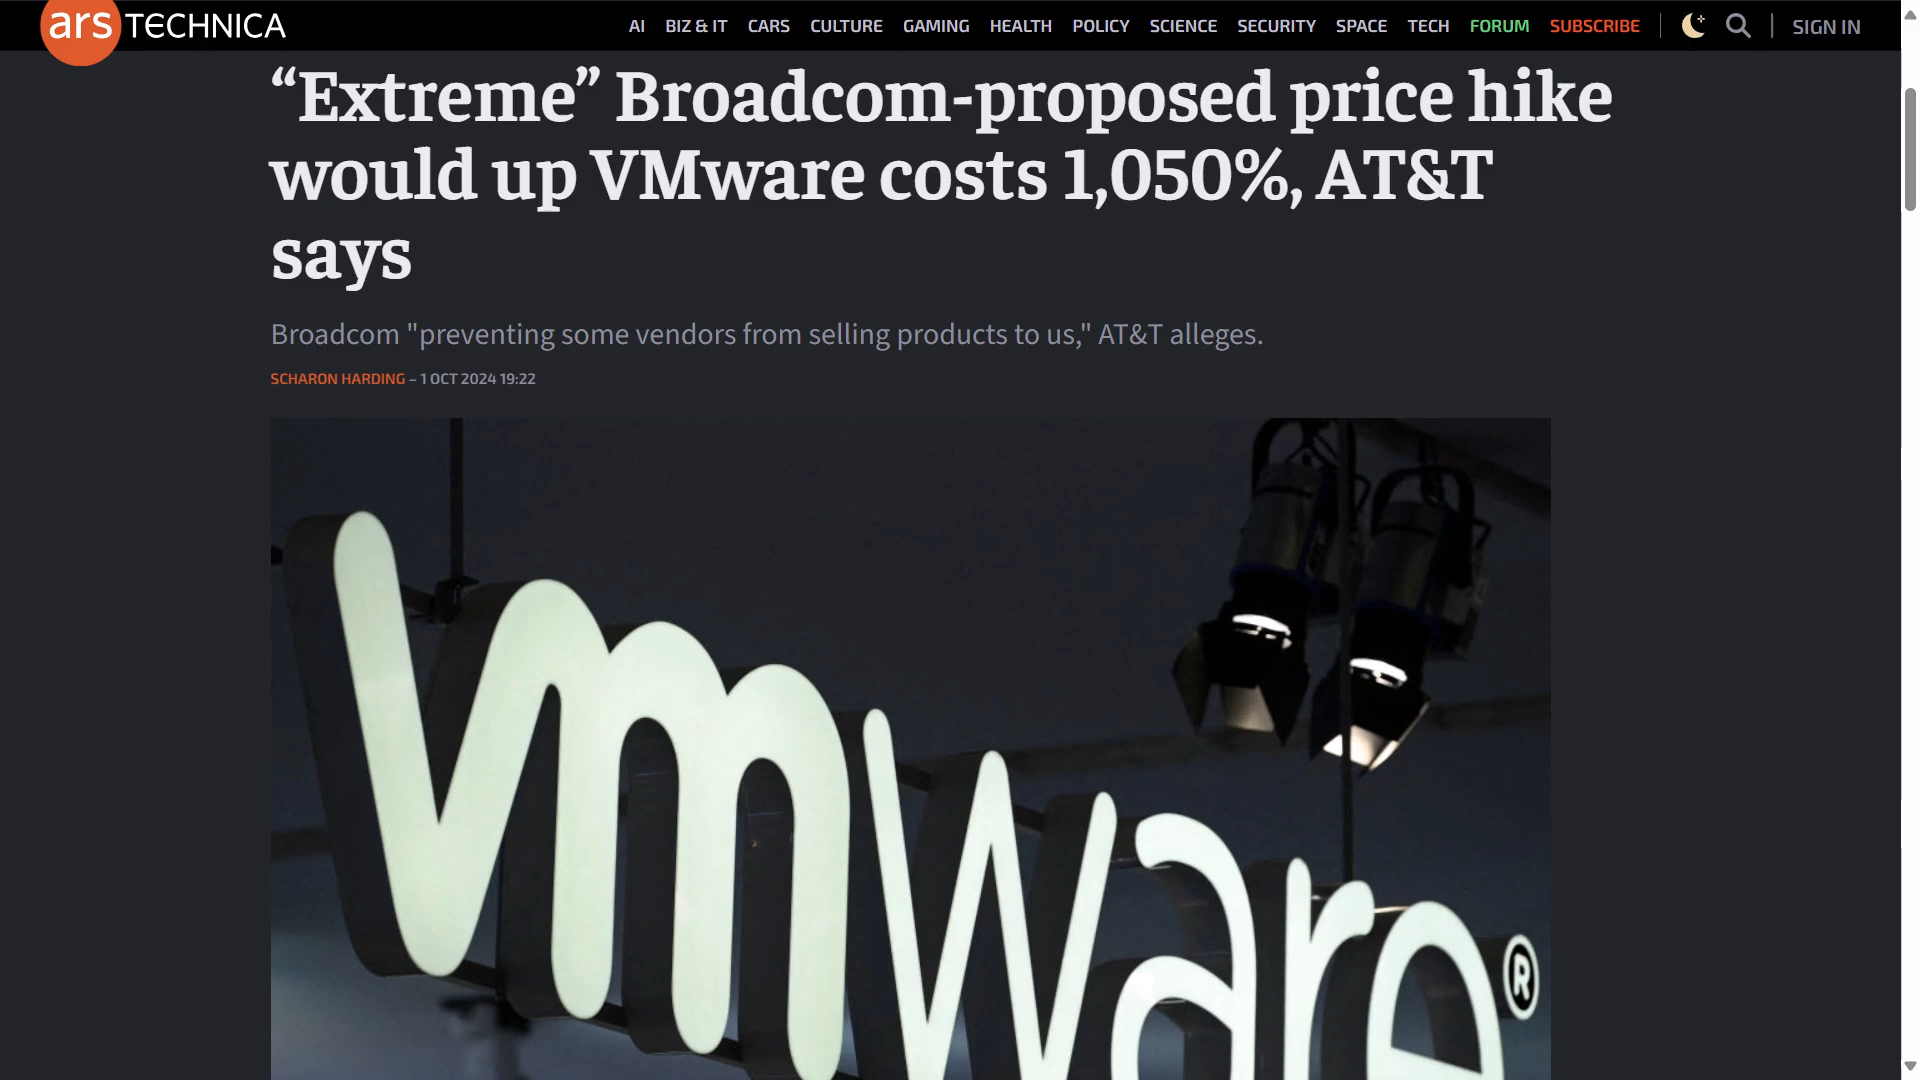 ars TECHNICA
AI BIZ & IT CARS CULTURE GAMING HEALTH POLICY SCIENCE SECURITY SPACE TECH FORUM SUBSCRIBE SIGN IN
“Extreme” Broadcom-proposed price hike
would up VMware costs 1,050%, AT&T
says
Broadcom "preventing some vendors from selling products to us," AT&T alleges.
SCHARON HARDING – 1 OCT 2024 19:22
vmware®